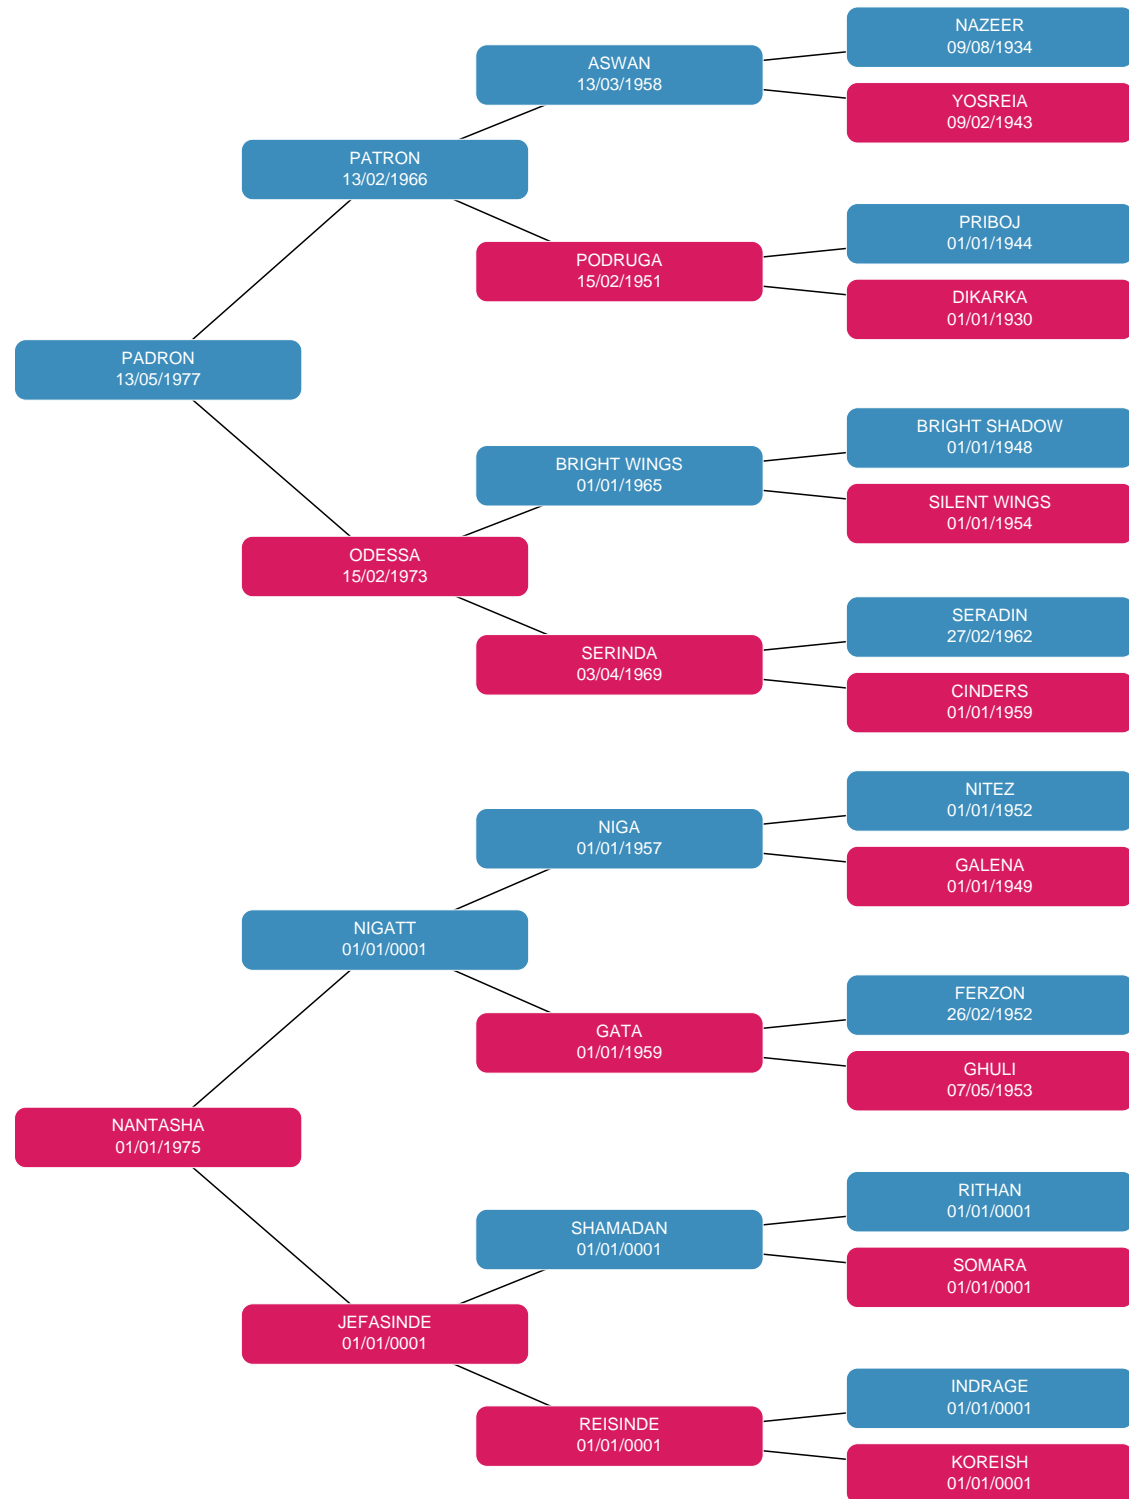 NAZEER
09/08/1934
ASWAN
13/03/1958
YOSREIA
09/02/1943
PATRON
13/02/1966
PRIBOJ
01/01/1944
PODRUGA
15/02/1951
DIKARKA
01/01/1930
PADRON
13/05/1977
BRIGHT SHADOW
01/01/1948
BRIGHT WINGS
01/01/1965
SILENT WINGS
01/01/1954
ODESSA
15/02/1973
SERADIN
27/02/1962
SERINDA
03/04/1969
CINDERS
01/01/1959
NITEZ
01/01/1952
NIGA
01/01/1957
GALENA
01/01/1949
NIGATT
01/01/0001
FERZON
26/02/1952
GATA
01/01/1959
GHULI
07/05/1953
NANTASHA
01/01/1975
RITHAN
01/01/0001
SHAMADAN
01/01/0001
SOMARA
01/01/0001
JEFASINDE
01/01/0001
INDRAGE
01/01/0001
REISINDE
01/01/0001
KOREISH
01/01/0001